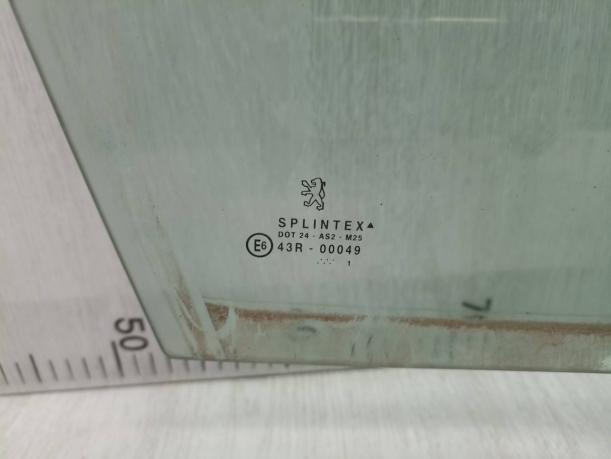 SPLINTEX▲
DOT 24 - AS2 - M25
E6 43R - 00049
∴∵ 1
50